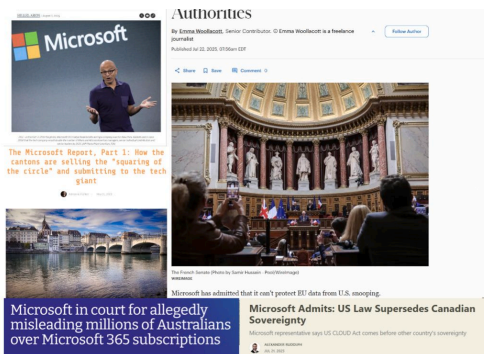 Microsoft
The Microsoft Report, Part 1: How the
cantons are selling the "squaring of
the circle" and submitting to the tech
giant
Authorities
By Emma Woollacott, Senior Contributor. © Emma Woollacott is a freelance
journalist
Follow Author
Published Jul 22, 2025, 07:06am EDT
Share
Save
Comment 0
The French Senate (Photo by Samir Hussein - Pool/WireImage)
WIREIMAGE
Microsoft has admitted that it can't protect EU data from U.S. snooping.
Microsoft in court for allegedly
misleading millions of Australians
over Microsoft 365 subscriptions
Microsoft Admits: US Law Supersedes Canadian
Sovereignty
Microsoft representative says US CLOUD Act comes before other country's sovereignty
JUL 23, 2025